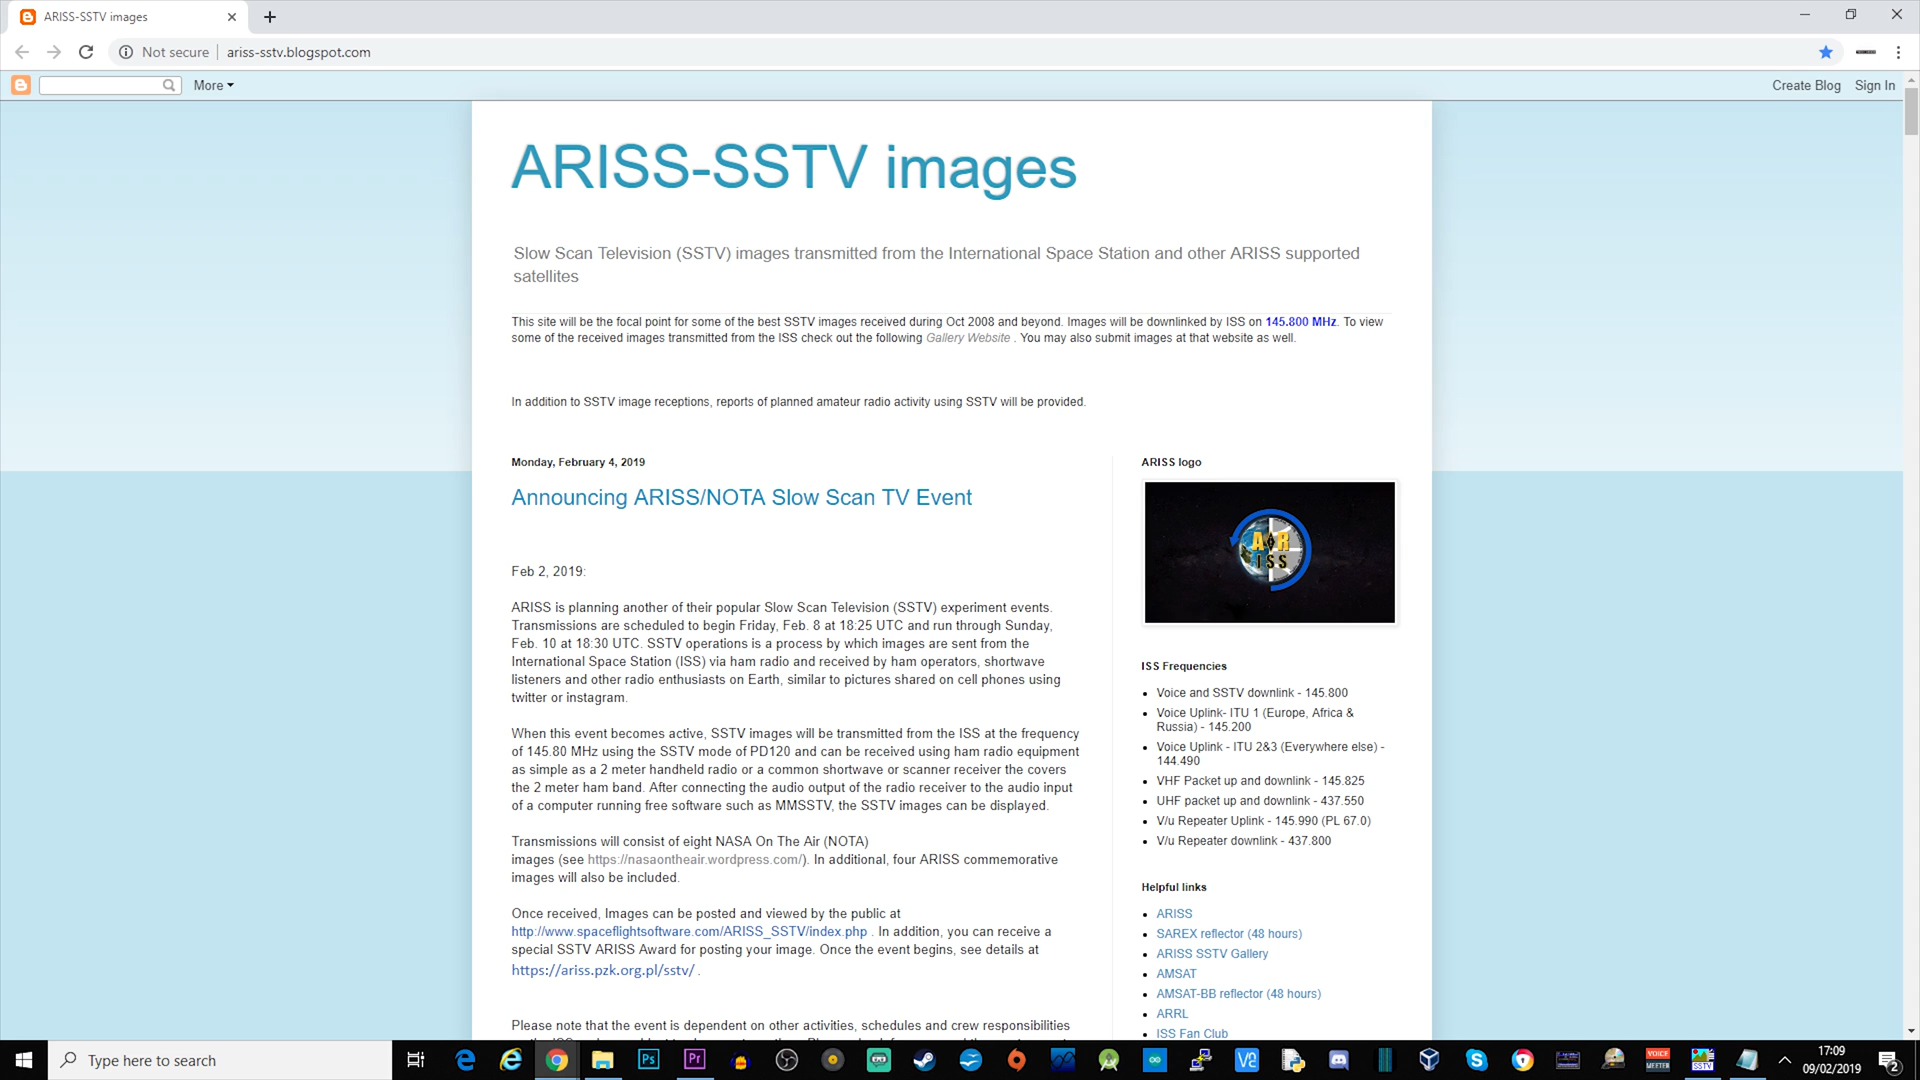 ARISS-SSTV images
Not secure
ariss-sstv.blogspot.com
More
Create Blog
Sign In
ARISS-SSTV images
Slow Scan Television (SSTV) images transmitted from the International Space Station and other ARISS supported
satellites
This site will be the focal point for some of the best SSTV images received during Oct 2008 and beyond. Images will be downlinked by ISS on 145.800 MHz. To view
some of the received images transmitted from the ISS check out the following Gallery Website . You may also submit images at that website as well.
In addition to SSTV image receptions, reports of planned amateur radio activity using SSTV will be provided.
Monday, February 4, 2019
Announcing ARISS/NOTA Slow Scan TV Event
Feb 2, 2019:
ARISS is planning another of their popular Slow Scan Television (SSTV) experiment events.
Transmissions are scheduled to begin Friday, Feb. 8 at 18:25 UTC and run through Sunday,
Feb. 10 at 18:30 UTC. SSTV operations is a process by which images are sent from the
International Space Station (ISS) via ham radio and received by ham operators, shortwave
listeners and other radio enthusiasts on Earth, similar to pictures shared on cell phones using
twitter or instagram.
When this event becomes active, SSTV images will be transmitted from the ISS at the frequency
of 145.80 MHz using the SSTV mode of PD120 and can be received using ham radio equipment
as simple as a 2 meter handheld radio or a common shortwave or scanner receiver the covers
the 2 meter ham band. After connecting the audio output of the radio receiver to the audio input
of a computer running free software such as MMSSTV, the SSTV images can be displayed.
Transmissions will consist of eight NASA On The Air (NOTA)
images (see https://nasaontheair.wordpress.com/). In additional, four ARISS commemorative
images will also be included.
Once received, Images can be posted and viewed by the public at
http://www.spaceflightsoftware.com/ARISS_SSTV/index.php . In addition, you can receive a
special SSTV ARISS Award for posting your image. Once the event begins, see details at
https://ariss.pzk.org.pl/sstv/ .
Please note that the event is dependent on other activities, schedules and crew responsibilities
ARISS logo
AR
ISS
ISS Frequencies
Voice and SSTV downlink - 145.800
Voice Uplink- ITU 1 (Europe, Africa &
Russia) - 145.200
Voice Uplink - ITU 2&3 (Everywhere else) -
144.490
VHF Packet up and downlink - 145.825
UHF packet up and downlink - 437.550
V/u Repeater Uplink - 145.990 (PL 67.0)
V/u Repeater downlink - 437.800
Helpful links
ARISS
SAREX reflector (48 hours)
ARISS SSTV Gallery
AMSAT
AMSAT-BB reflector (48 hours)
ARRL
ISS Fan Club
Type here to search
Ps
Pr
VOICE
MEETER
SSTV
17:09
09/02/2019
2